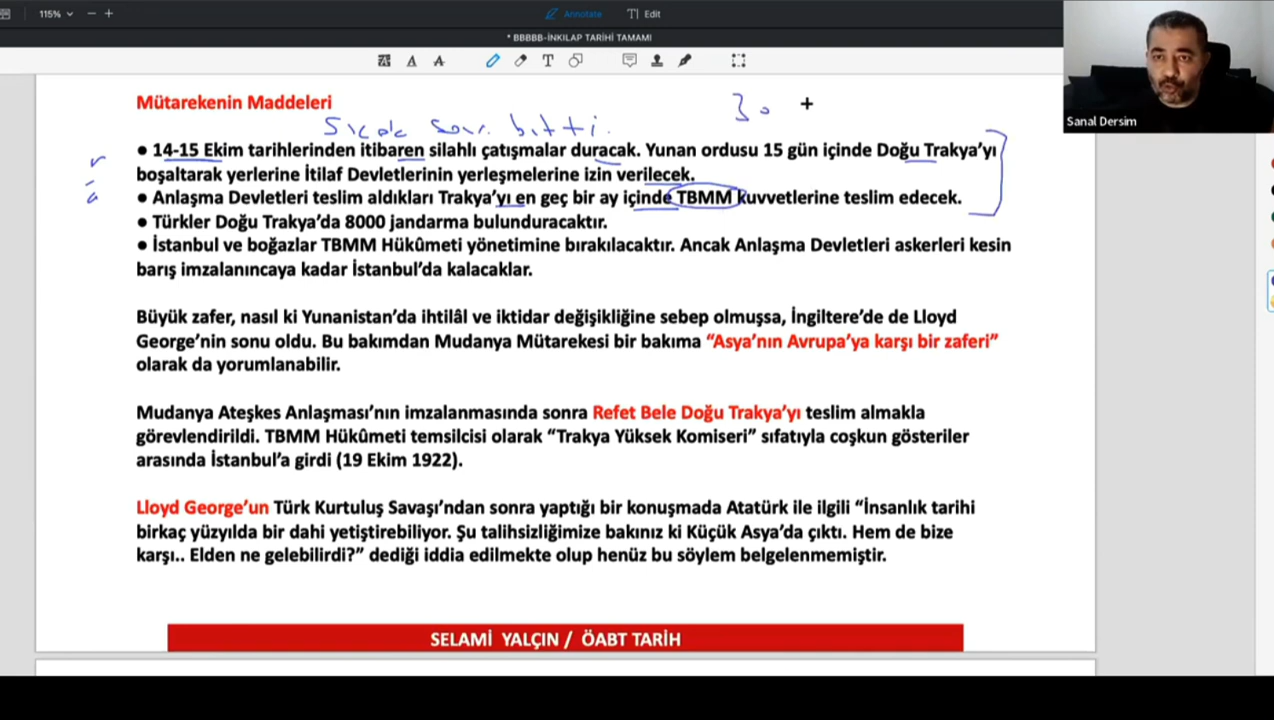 115%
Annotate
Edit
* BBBBB-İNKILAP TARİHİ TAMAMI
Sanal Dersim
Mütarekenin Maddeleri
30
Sıcak sav. bitti.
● 14-15 Ekim tarihlerinden itibaren silahlı çatışmalar duracak. Yunan ordusu 15 gün içinde Doğu Trakya’yı
boşaltarak yerlerine İtilaf Devletlerinin yerleşmelerine izin verilecek.
● Anlaşma Devletleri teslim aldıkları Trakya’yı en geç bir ay içinde TBMM kuvvetlerine teslim edecek.
● Türkler Doğu Trakya’da 8000 jandarma bulunduracaktır.
● İstanbul ve boğazlar TBMM Hükûmeti yönetimine bırakılacaktır. Ancak Anlaşma Devletleri askerleri kesin
barış imzalanıncaya kadar İstanbul’da kalacaklar.
Büyük zafer, nasıl ki Yunanistan’da ihtilâl ve iktidar değişikliğine sebep olmuşsa, İngiltere’de de Lloyd
George’nin sonu oldu. Bu bakımdan Mudanya Mütarekesi bir bakıma “Asya’nın Avrupa’ya karşı bir zaferi”
olarak da yorumlanabilir.
Mudanya Ateşkes Anlaşması’nın imzalanmasında sonra Refet Bele Doğu Trakya’yı teslim almakla
görevlendirildi. TBMM Hükûmeti temsilcisi olarak “Trakya Yüksek Komiseri” sıfatıyla coşkun gösteriler
arasında İstanbul’a girdi (19 Ekim 1922).
Lloyd George’un Türk Kurtuluş Savaşı’ndan sonra yaptığı bir konuşmada Atatürk ile ilgili “İnsanlık tarihi
birkaç yüzyılda bir dahi yetiştirebiliyor. Şu talihsizliğimize bakınız ki Küçük Asya’da çıktı. Hem de bize
karşı.. Elden ne gelebilirdi?” dediği iddia edilmekte olup henüz bu söylem belgelenmemiştir.
SELAMİ YALÇIN / ÖABT TARİH